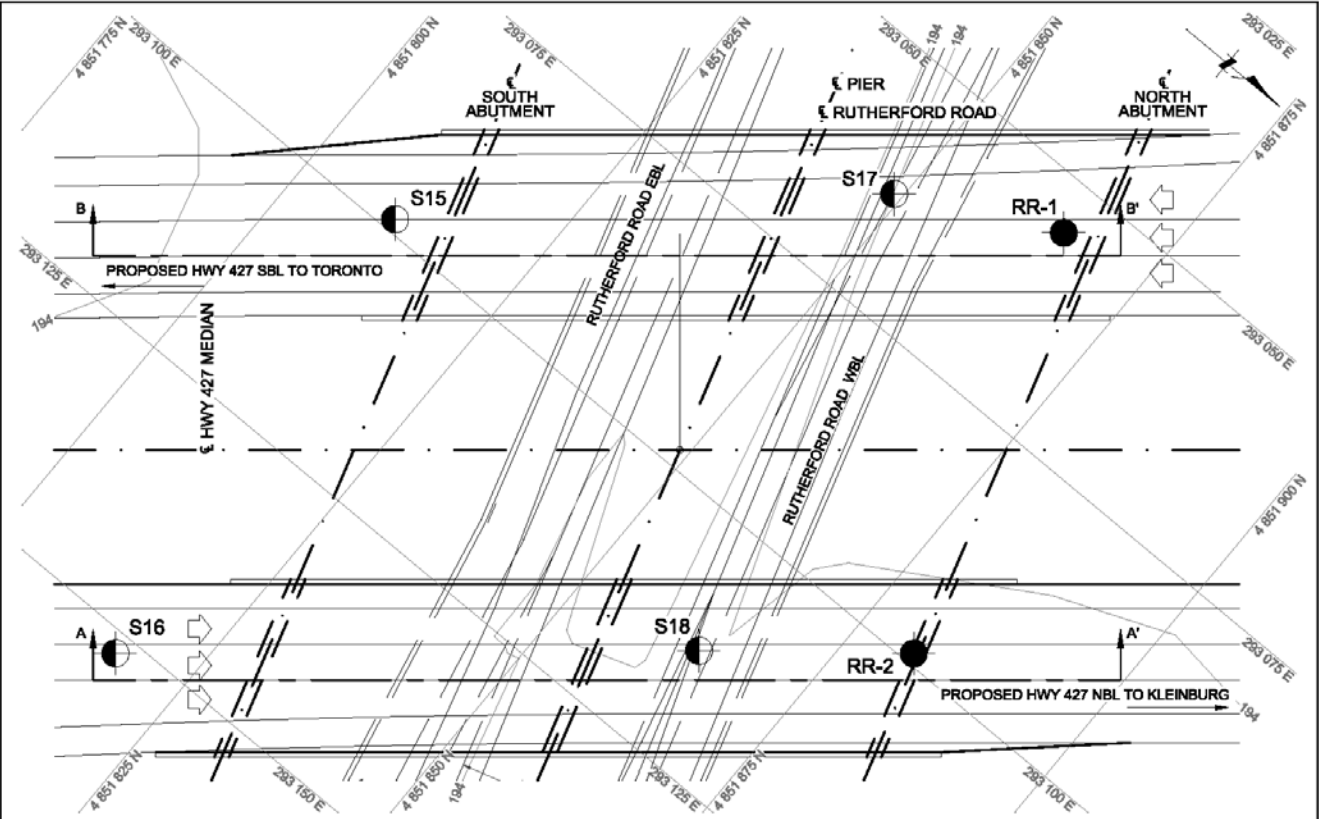 4 851 775 N
293 100 E
4 851 800 N
293 075 E
4 851 825 N
293 050 E
194
194
4 851 850 N
293 025 E
℄
SOUTH
ABUTMENT
℄ PIER
℄ RUTHERFORD ROAD
℄
NORTH
ABUTMENT
4 851 875 N
S15
S17
RR-1
B
B'
RUTHERFORD ROAD EBL
293 125 E
PROPOSED HWY 427 SBL TO TORONTO
194
℄ HWY 427 MEDIAN
293 050 E
RUTHERFORD ROAD WBL
4 851 900 N
S16
A
S18
RR-2
A'
293 075 E
PROPOSED HWY 427 NBL TO KLEINBURG
194
4 851 825 N
293 150 E
4 851 850 N
194
293 125 E
4 851 875 N
293 100 E